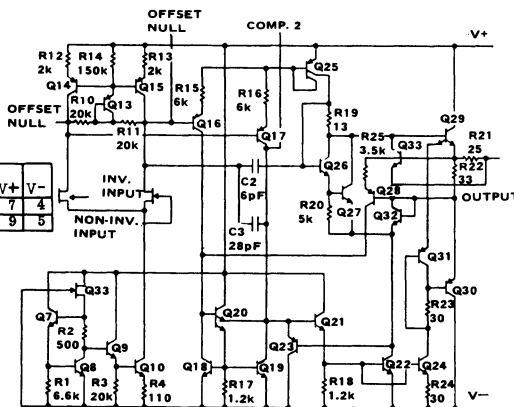 OFFSET
NULL
COMP. 2
V+
R12
2k
R14
150k
R13
2k
Q25
Q14
Q13
Q15
R10
20k
R15
6k
R16
6k
OFFSET
NULL
R11
20k
Q16
Q17
R19
13
Q29
R25
3.5k
Q33
R21
25
V+ V-
7 4
9 5
INV.
INPUT
NON-INV.
INPUT
C2
6pF
C3
28pF
Q26
R20
5k
Q27
Q28
Q32
R22
33
OUTPUT
Q31
Q30
R23
30
Q33
Q7
R2
500
Q9
Q8
Q10
R1
6.6k
R3
20k
R4
110
Q20
Q21
Q23
Q18
Q19
R17
1.2k
R18
1.2k
Q22
Q24
R24
30
V-